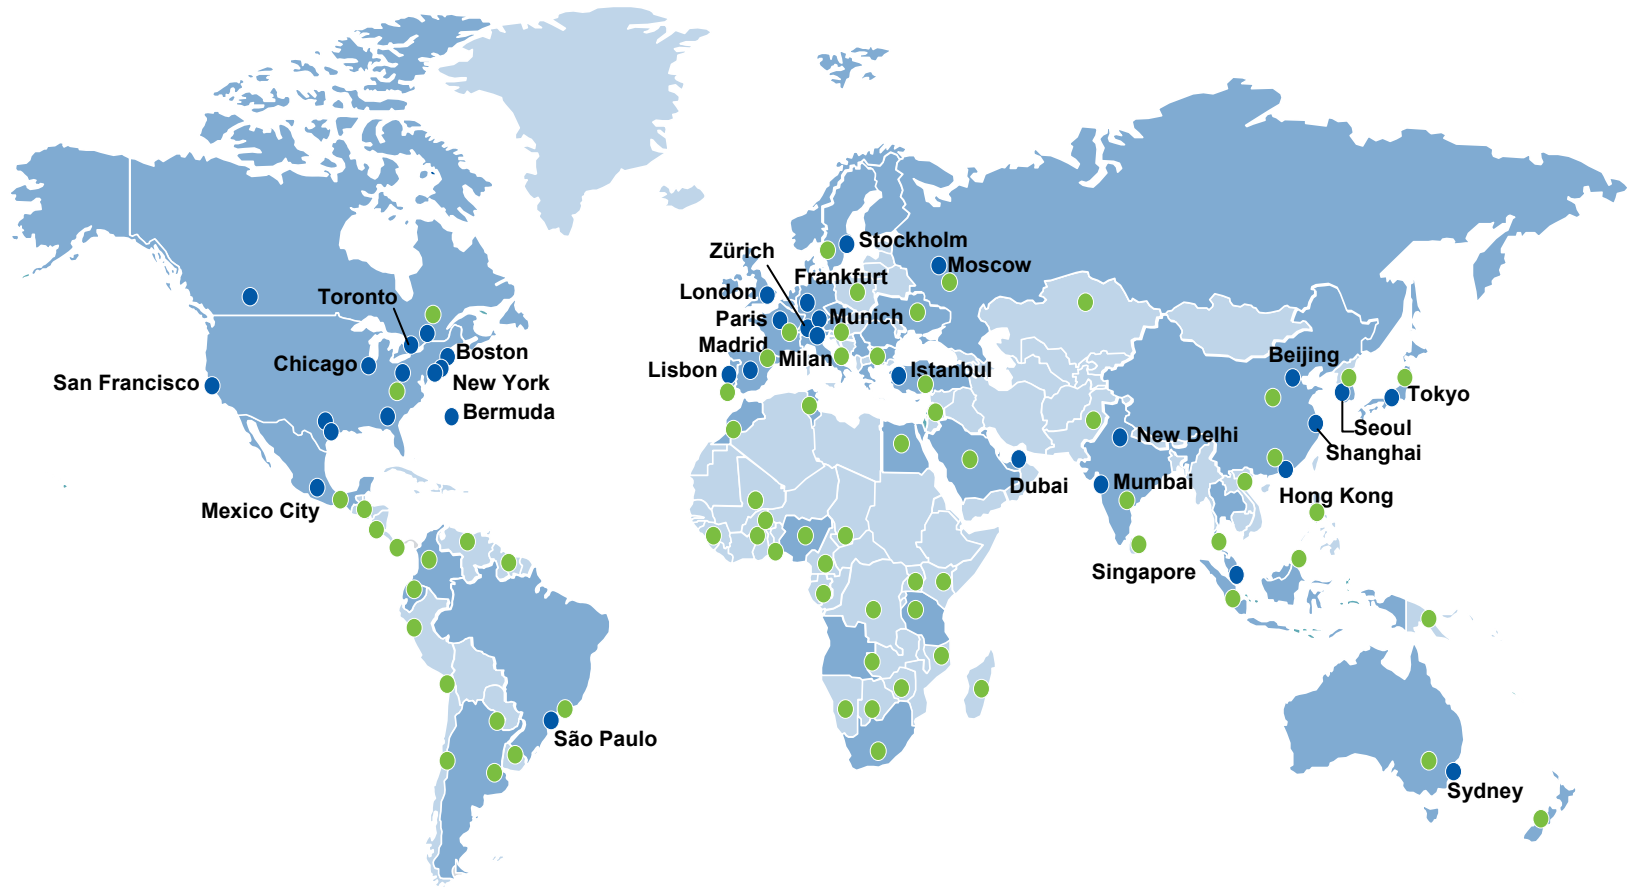 Stockholm
Zürich
Moscow
Frankfurt
London
Toronto
Paris
Munich
Madrid
Boston
Milan
Beijing
Chicago
Lisbon
Istanbul
San Francisco
New York
Tokyo
Bermuda
Seoul
New Delhi
Shanghai
Mumbai
Dubai
Hong Kong
Mexico City
Singapore
São Paulo
Sydney